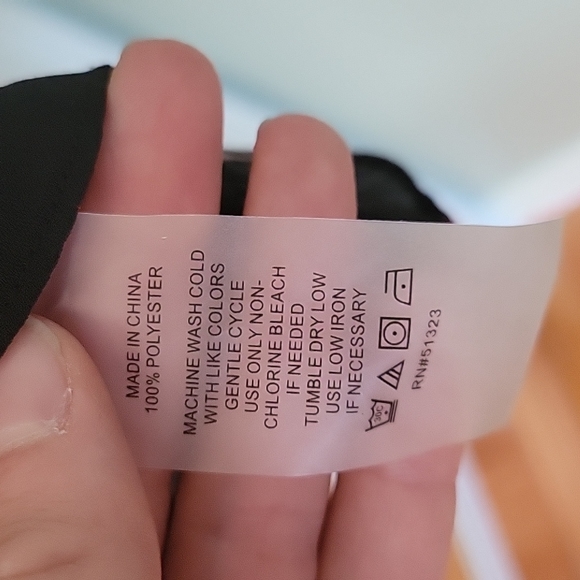 MADE IN CHINA
100% POLYESTER
MACHINE WASH COLD
WITH LIKE COLORS
GENTLE CYCLE
USE ONLY NON-
CHLORINE BLEACH
IF NEEDED
TUMBLE DRY LOW
USE LOW IRON
IF NECESSARY
30C
RN#51323